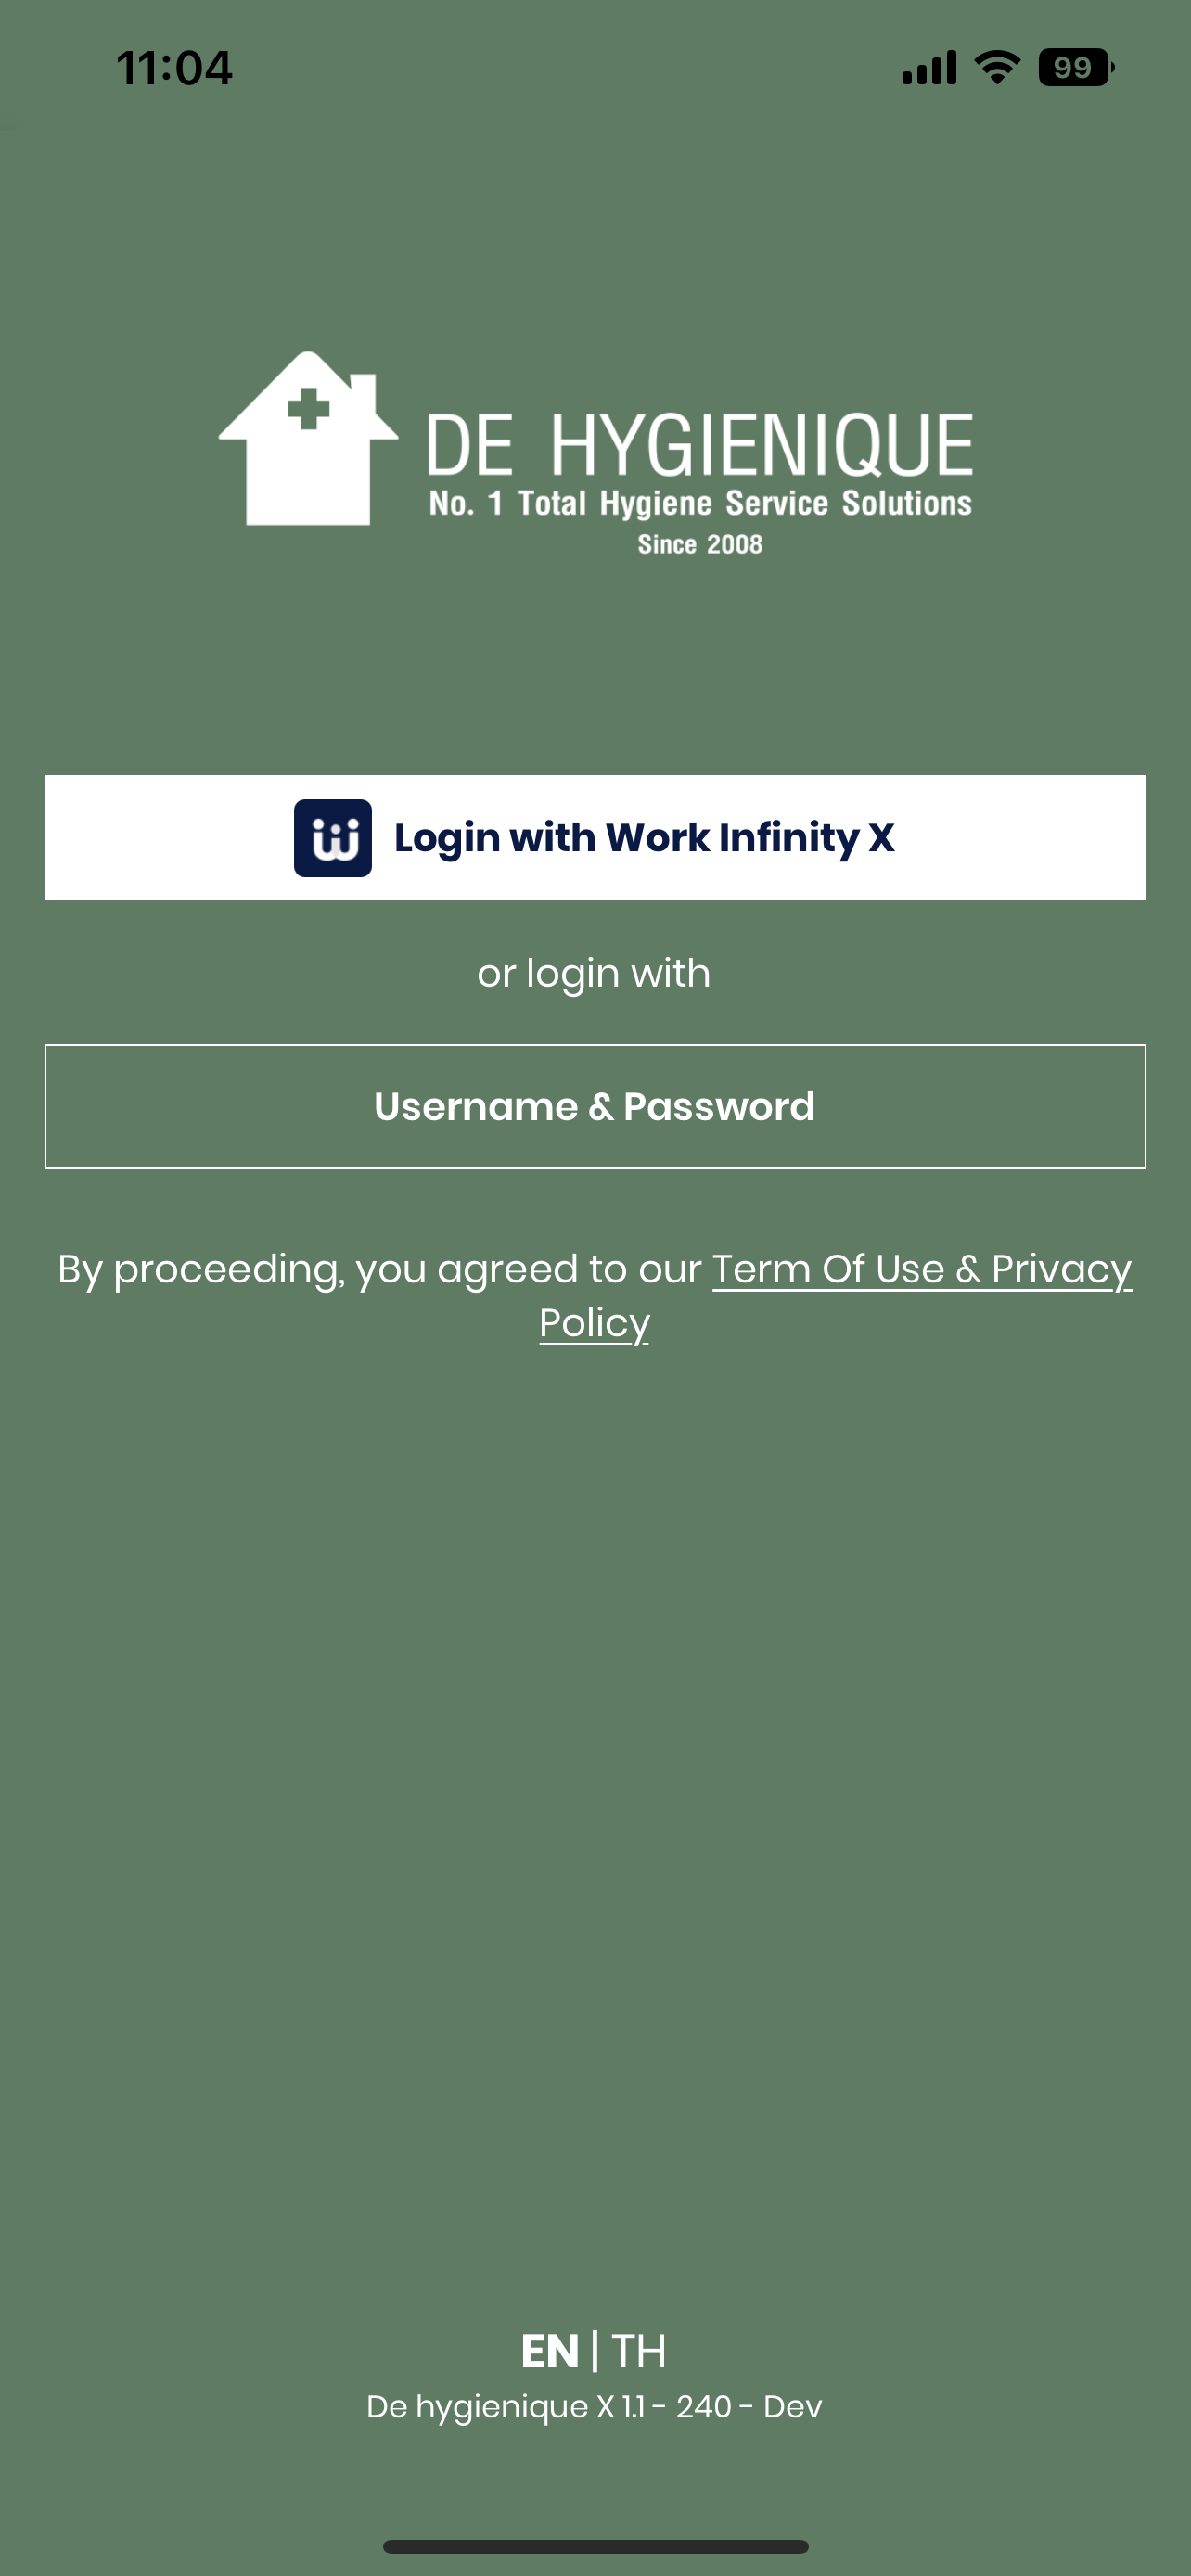 11:04
99
DE HYGIENIQUE
No. 1 Total Hygiene Service Solutions
Since 2008
Login with Work Infinity X
or login with
Username & Password
By proceeding, you agreed to our Term Of Use & Privacy
Policy
EN | TH
De hygienique X 1.1 - 240 - Dev